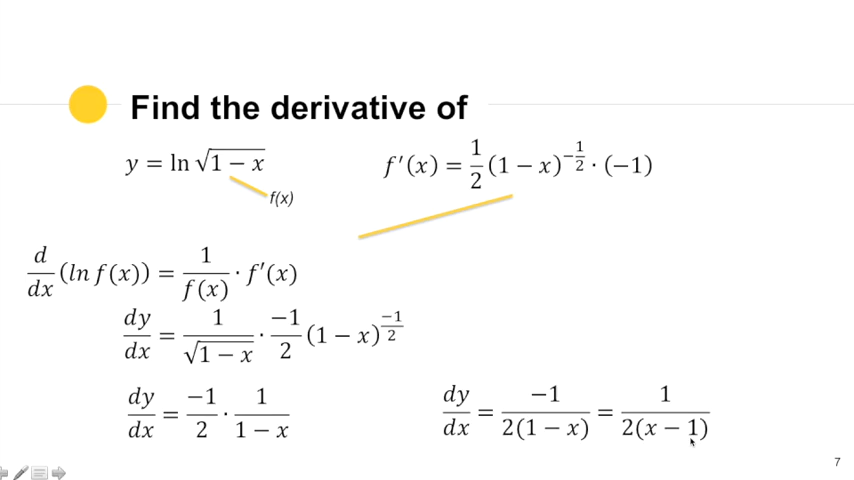 Find the derivative of
y = ln √(1 − x)
f'(x) = 1/2 (1 − x)^(−1/2) · (−1)
f(x)
d/dx (ln f(x)) = 1/f(x) · f'(x)
dy/dx = 1/√(1 − x) · −1/2 (1 − x)^(−1/2)
dy/dx = −1/2 · 1/(1 − x)
dy/dx = −1/(2(1 − x)) = 1/(2(x − 1))
7